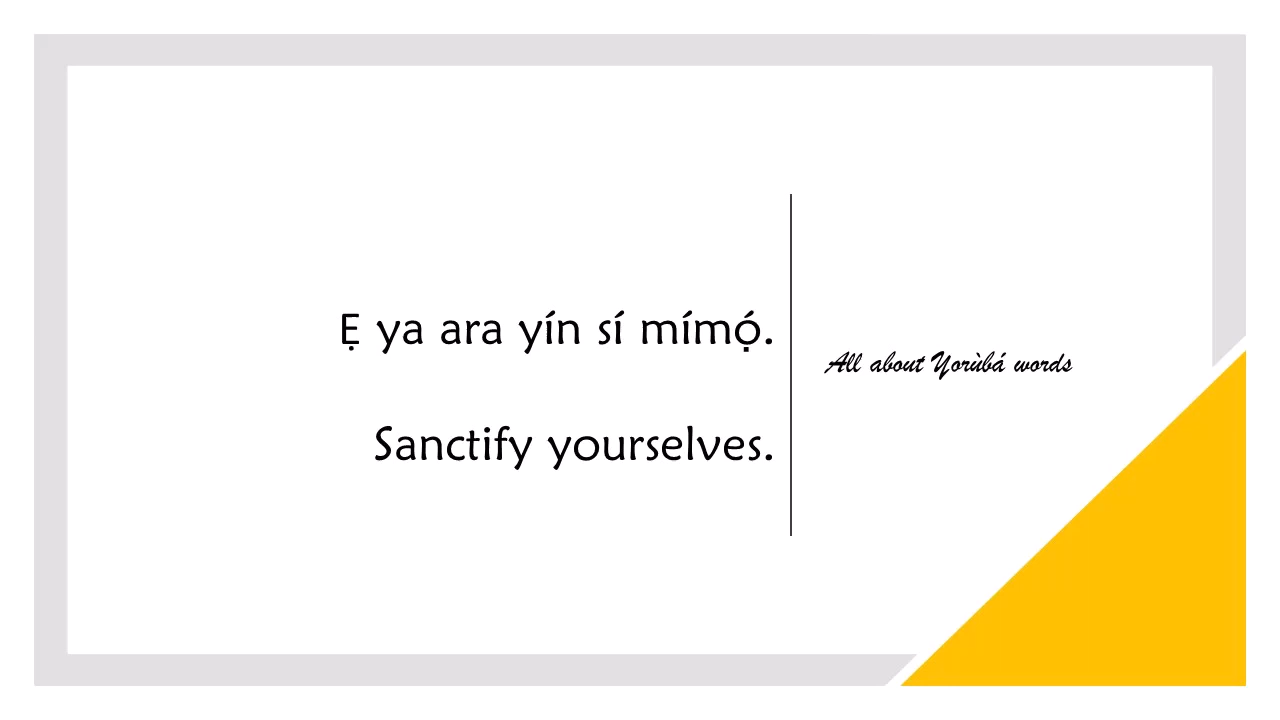 Ẹ ya ara yín sí mímọ́.
Sanctify yourselves.
All about Yorùbá words